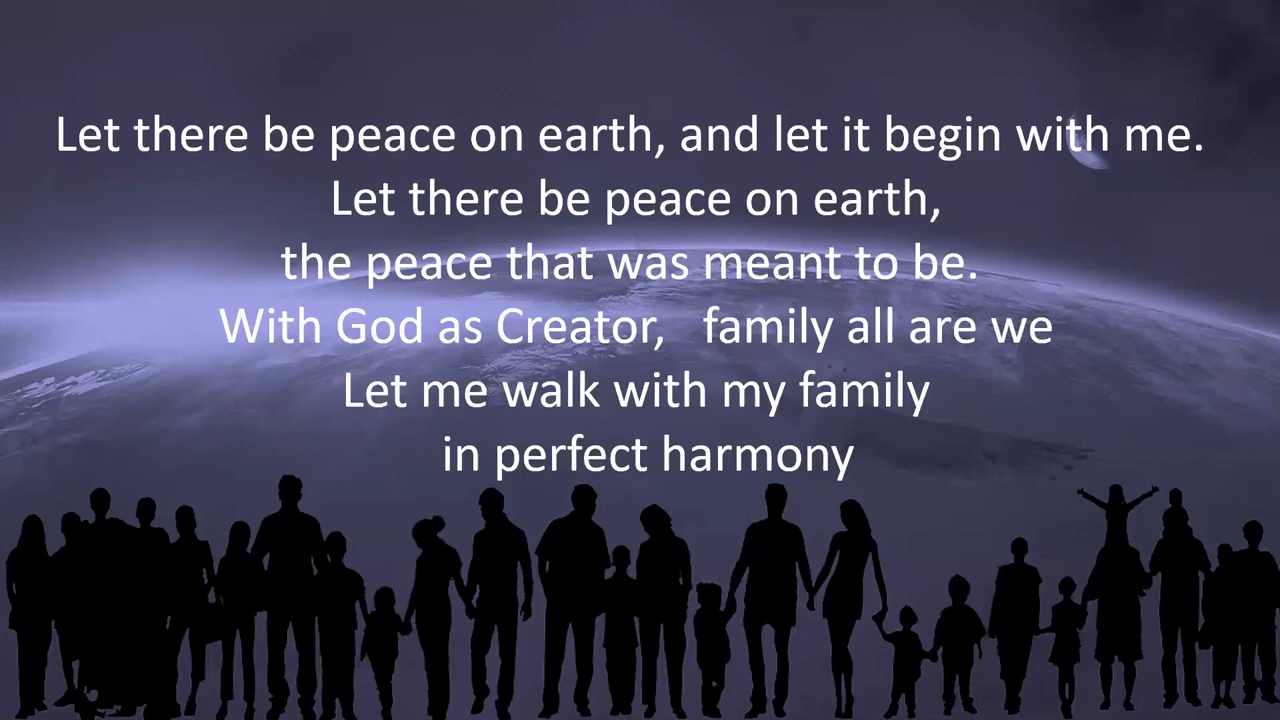 Let there be peace on earth, and let it begin with me.
Let there be peace on earth,
the peace that was meant to be.
With God as Creator,   family all are we
Let me walk with my family
in perfect harmony